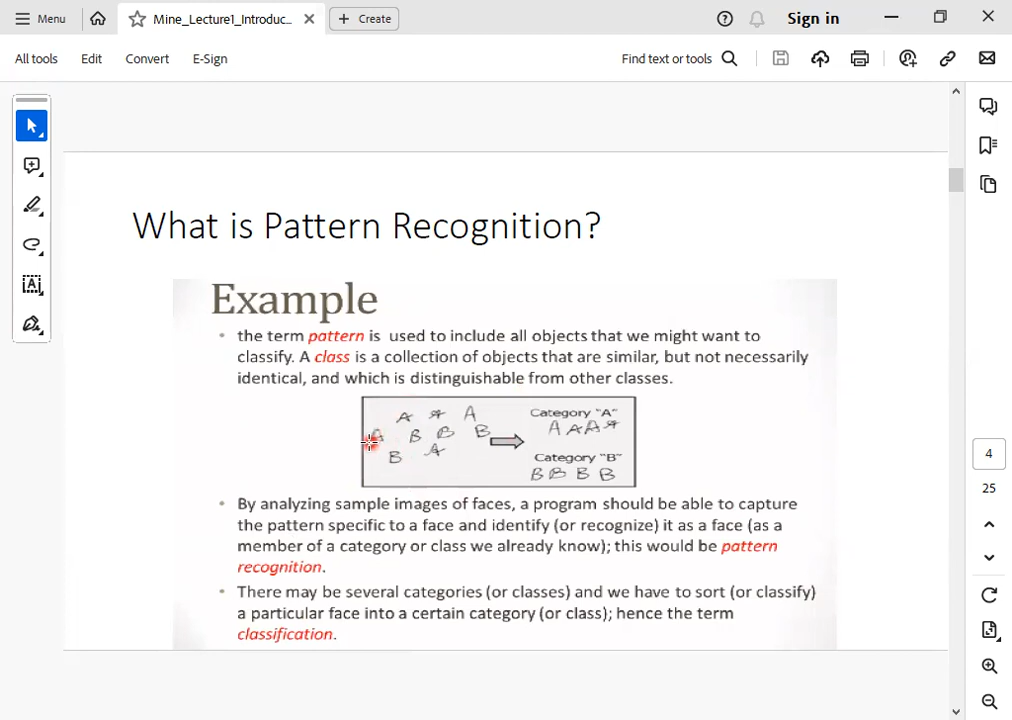 Menu
Mine_Lecture1_Introduc...
Create
Sign in
All tools
Edit
Convert
E-Sign
Find text or tools
What is Pattern Recognition?
Example
• the term pattern is used to include all objects that we might want to
classify. A class is a collection of objects that are similar, but not necessarily
identical, and which is distinguishable from other classes.
A A A
A B B B
B A
Category "A"
A A A A
Category "B"
B B B B
• By analyzing sample images of faces, a program should be able to capture
the pattern specific to a face and identify (or recognize) it as a face (as a
member of a category or class we already know); this would be pattern
recognition.
• There may be several categories (or classes) and we have to sort (or classify)
a particular face into a certain category (or class); hence the term
classification.
4
25